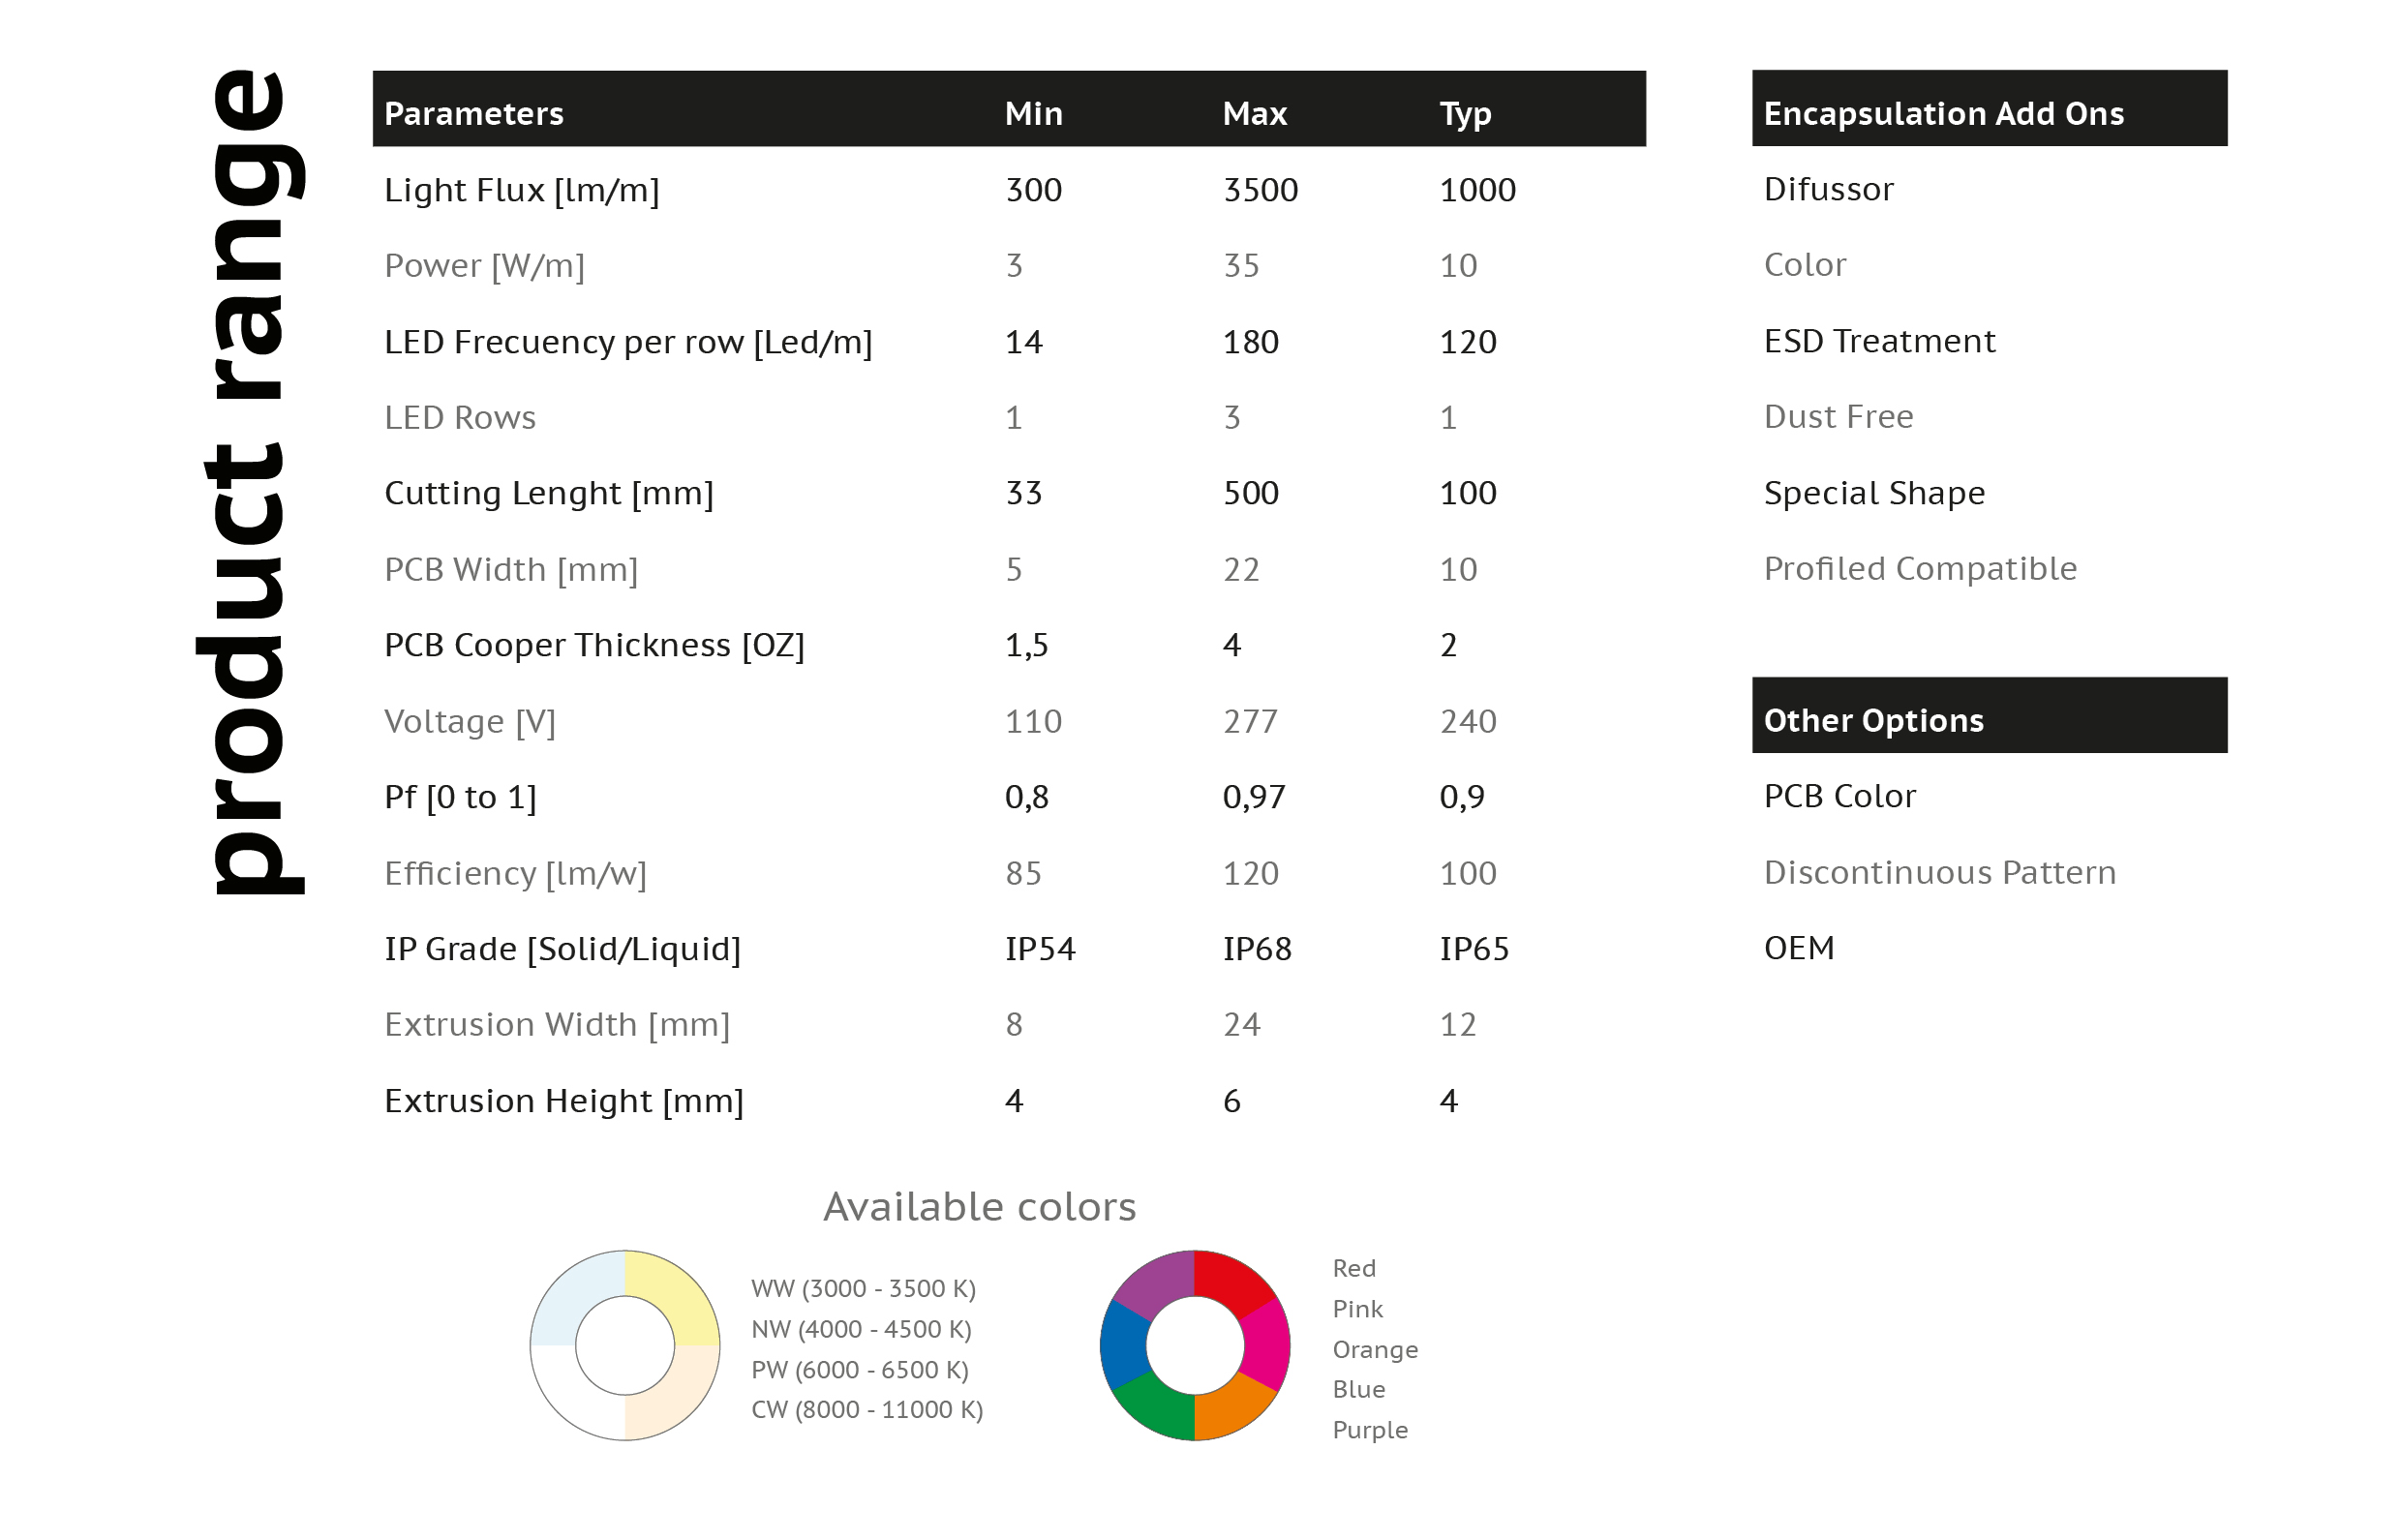 product range
Parameters Min Max Typ
Light Flux [lm/m] 300 3500 1000
Power [W/m] 3 35 10
LED Frecuency per row [Led/m] 14 180 120
LED Rows 1 3 1
Cutting Lenght [mm] 33 500 100
PCB Width [mm] 5 22 10
PCB Cooper Thickness [OZ] 1,5 4 2
Voltage [V] 110 277 240
Pf [0 to 1] 0,8 0,97 0,9
Efficiency [lm/w] 85 120 100
IP Grade [Solid/Liquid] IP54 IP68 IP65
Extrusion Width [mm] 8 24 12
Extrusion Height [mm] 4 6 4
Encapsulation Add Ons
Difussor
Color
ESD Treatment
Dust Free
Special Shape
Profiled Compatible
Other Options
PCB Color
Discontinuous Pattern
OEM
Available colors
WW (3000 - 3500 K)
NW (4000 - 4500 K)
PW (6000 - 6500 K)
CW (8000 - 11000 K)
Red
Pink
Orange
Blue
Purple